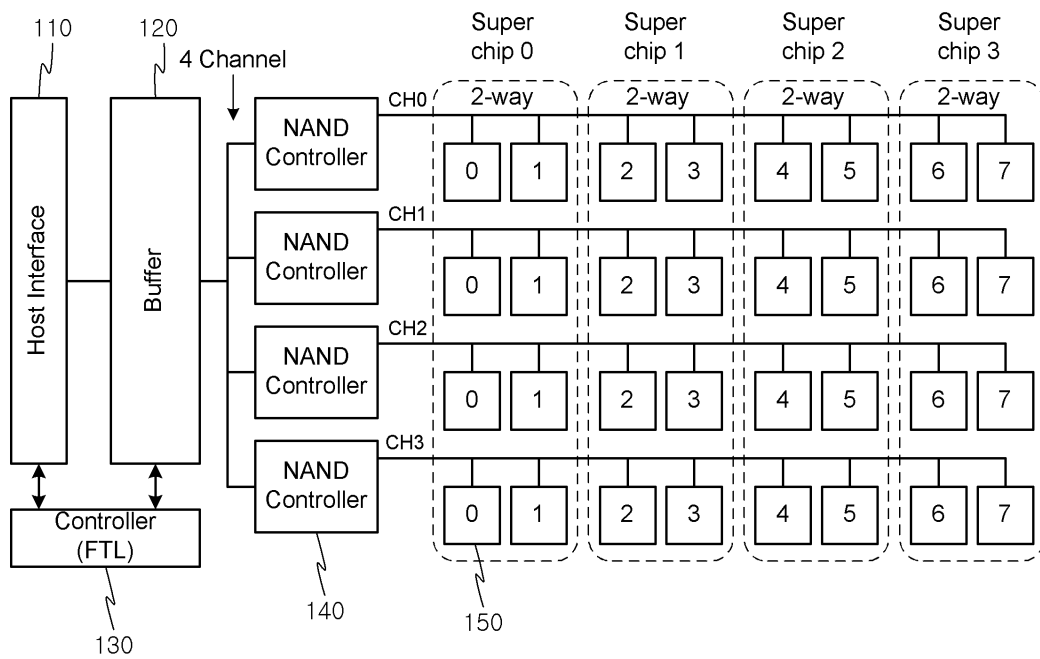 110
120
4 Channel
Super
chip 0
Super
chip 1
Super
chip 2
Super
chip 3
Host Interface
Buffer
Controller
(FTL)
130
NAND
Controller
NAND
Controller
NAND
Controller
NAND
Controller
140
2-way
2-way
2-way
2-way
CH0
0 1 2 3 4 5 6 7
CH1
0 1 2 3 4 5 6 7
CH2
0 1 2 3 4 5 6 7
CH3
0 1 2 3 4 5 6 7
150